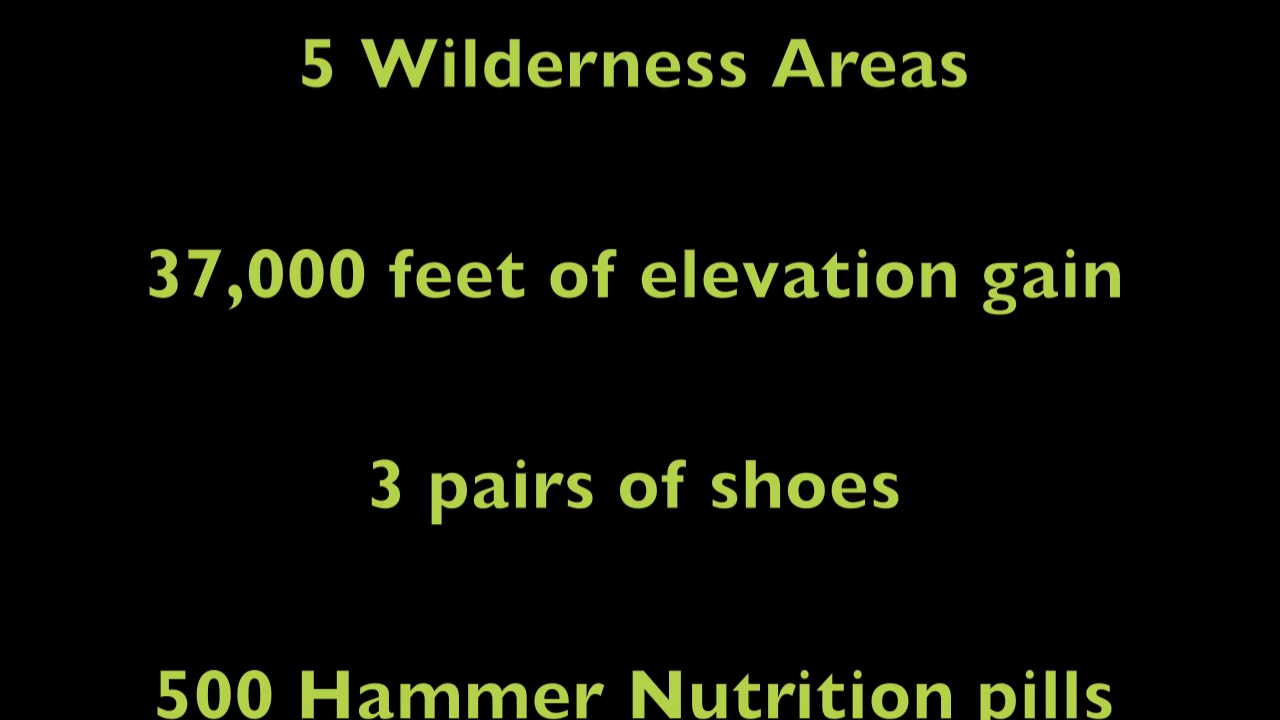 5 Wilderness Areas
37,000 feet of elevation gain
3 pairs of shoes
500 Hammer Nutrition pills